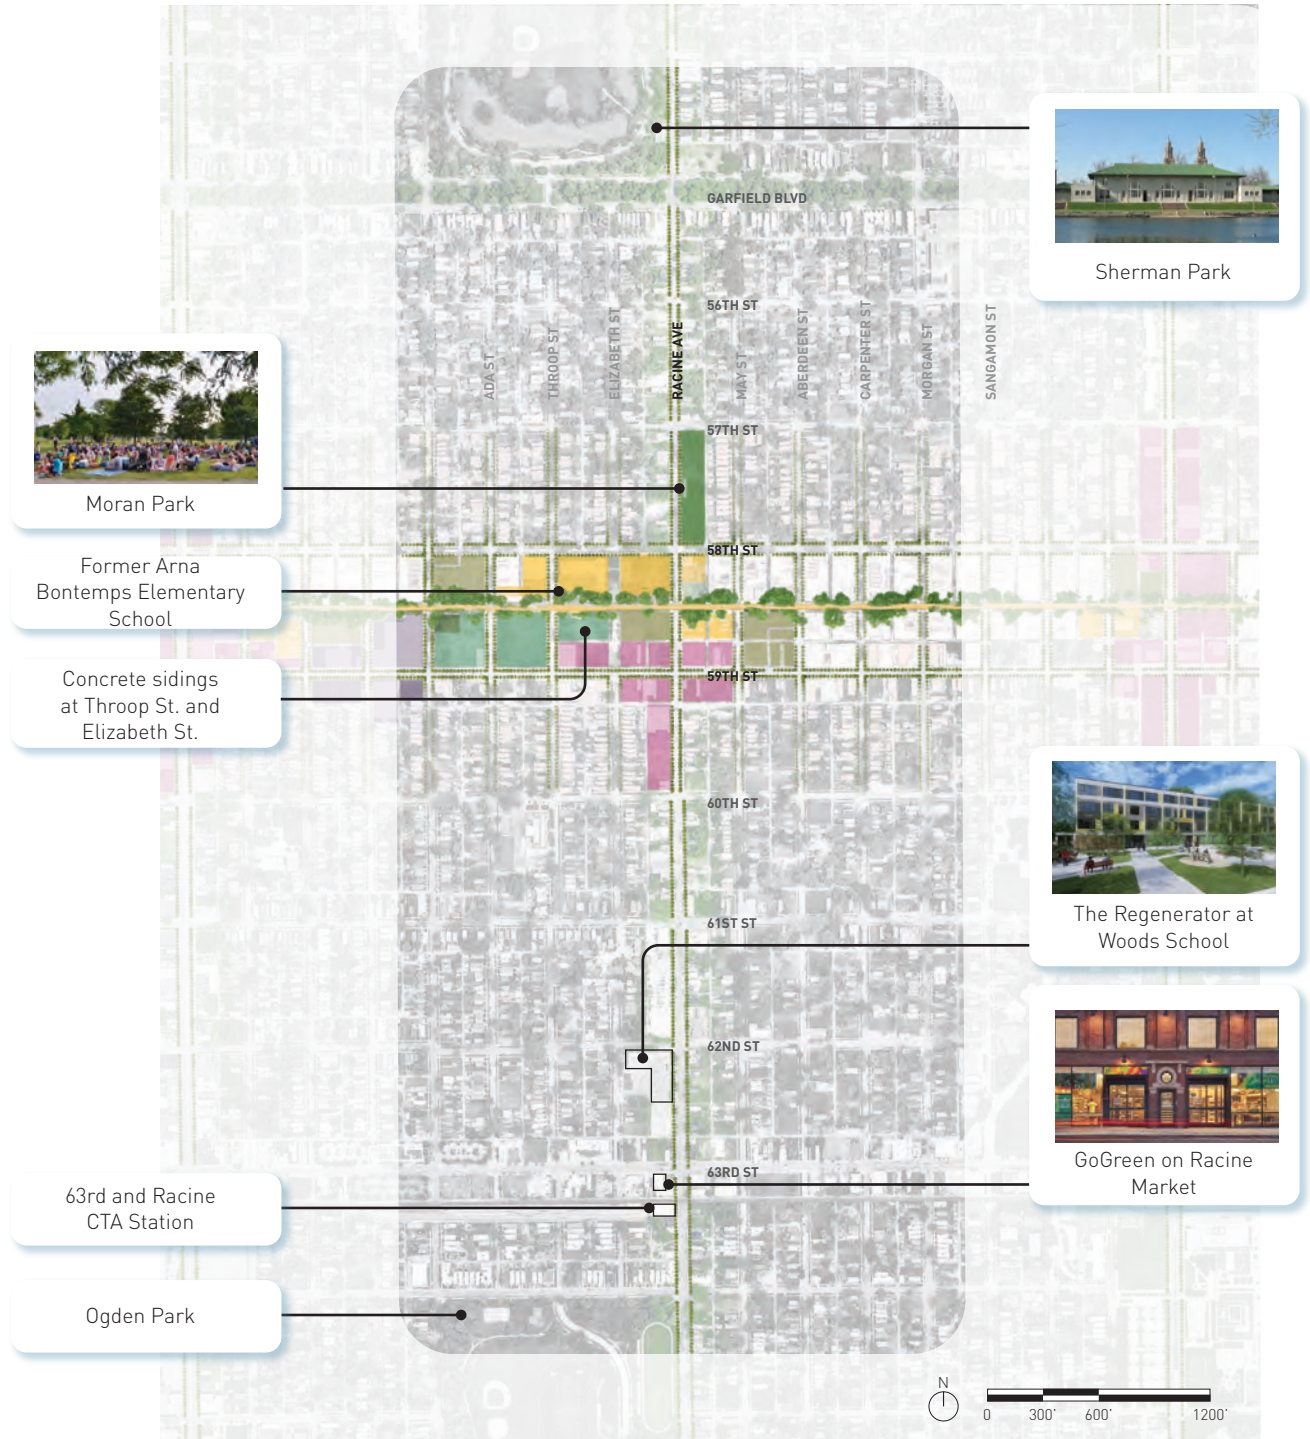 Sherman Park
GARFIELD BLVD
56TH ST
ADA ST
THROOP ST
ELIZABETH ST
RACINE AVE
MAY ST
ABERDEEN ST
CARPENTER ST
MORGAN ST
SANGAMON ST
57TH ST
Moran Park
58TH ST
Former Arna
Bontemps Elementary
School
Concrete sidings
at Throop St. and
Elizabeth St.
59TH ST
60TH ST
61ST ST
The Regenerator at
Woods School
62ND ST
63RD ST
GoGreen on Racine
Market
63rd and Racine
CTA Station
Ogden Park
N
0 300' 600' 1200'